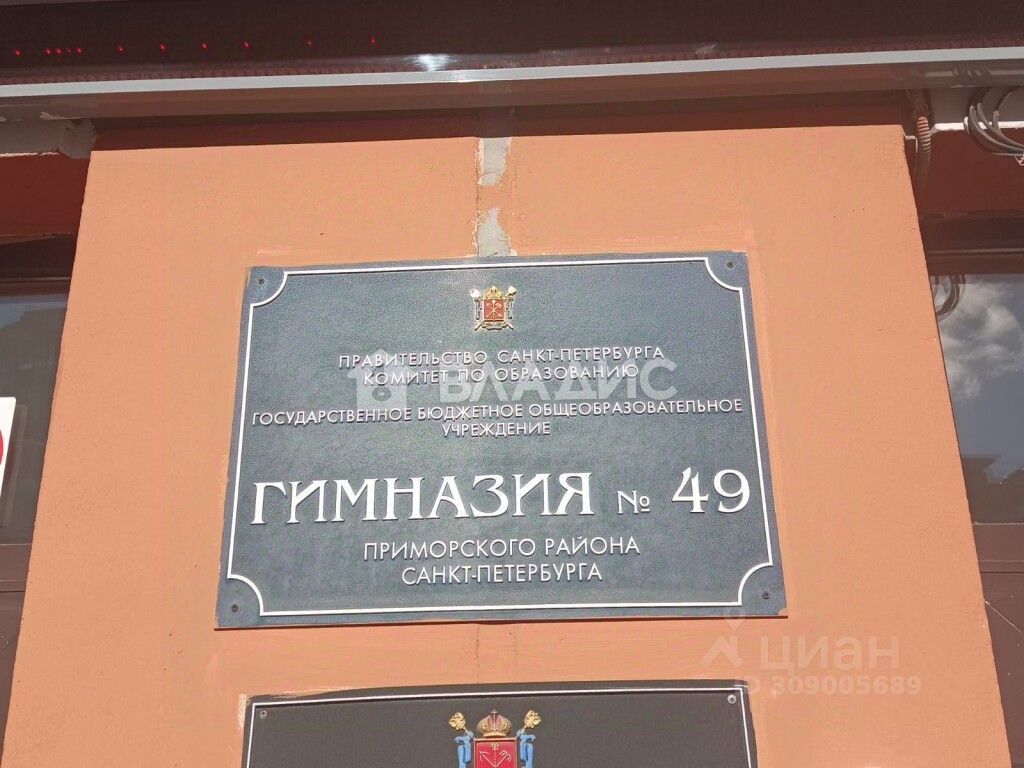 ПРАВИТЕЛЬСТВО САНКТ-ПЕТЕРБУРГА
КОМИТЕТ ПО ОБРАЗОВАНИЮ
ВЛАДИС
ГОСУДАРСТВЕННОЕ БЮДЖЕТНОЕ ОБЩЕОБРАЗОВАТЕЛЬНОЕ
УЧРЕЖДЕНИЕ
ГИМНАЗИЯ № 49
ПРИМОРСКОГО РАЙОНА
САНКТ-ПЕТЕРБУРГА
циан
ID 309005689